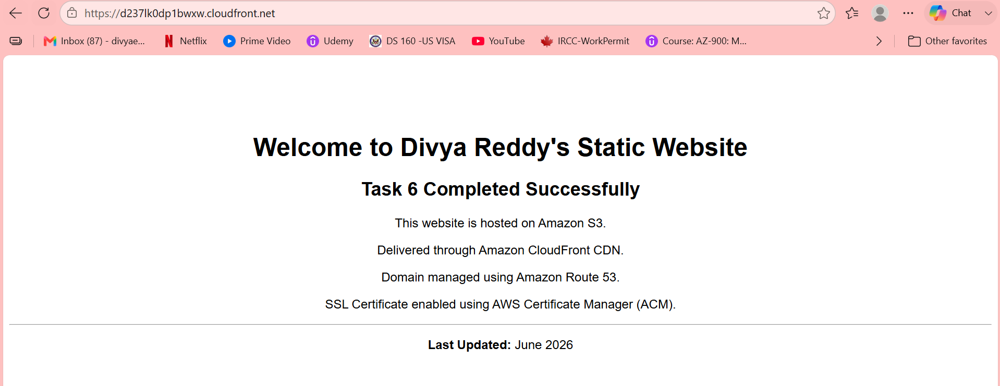 https://d237lk0dp1bwxw.cloudfront.net
Chat
Inbox (87) - divyae...
Netflix
Prime Video
Udemy
DS 160 -US VISA
YouTube
IRCC-WorkPermit
Course: AZ-900: M...
Other favorites
Welcome to Divya Reddy's Static Website
Task 6 Completed Successfully
This website is hosted on Amazon S3.
Delivered through Amazon CloudFront CDN.
Domain managed using Amazon Route 53.
SSL Certificate enabled using AWS Certificate Manager (ACM).
Last Updated: June 2026